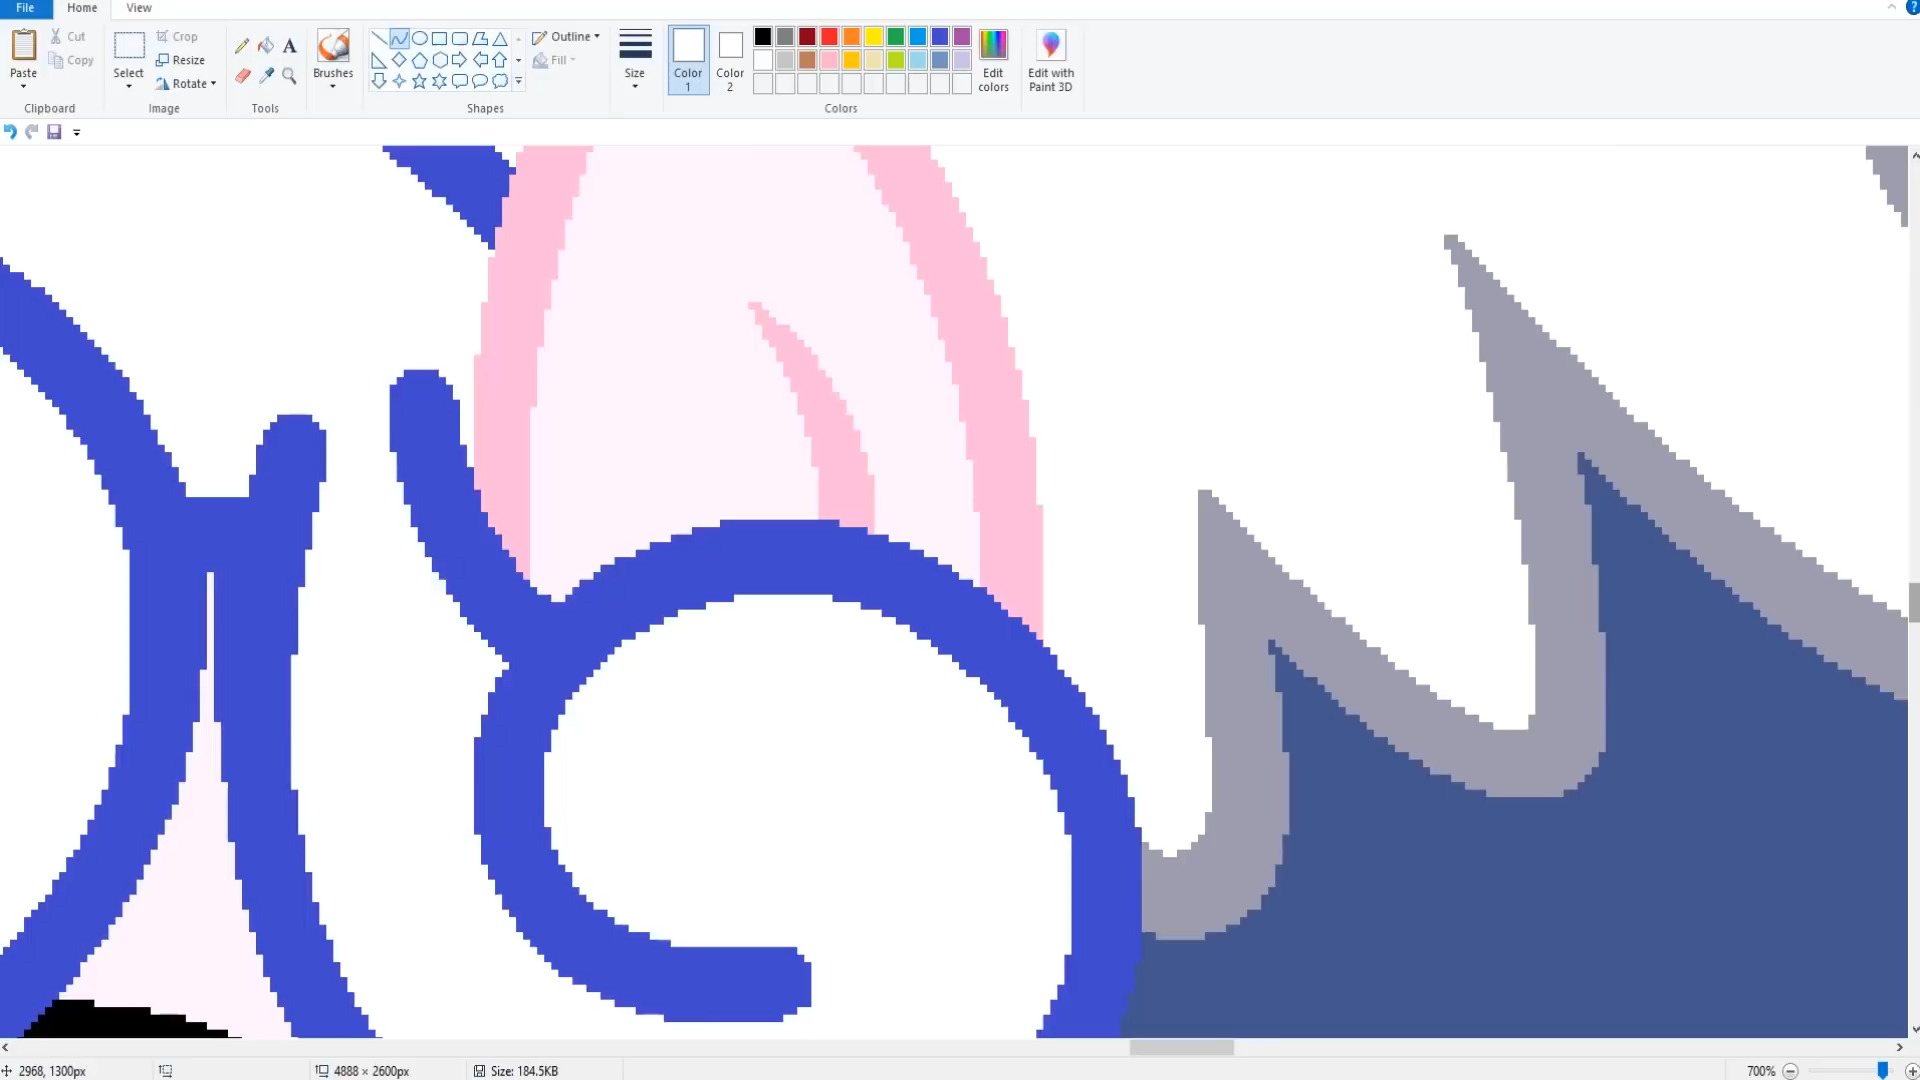 File Home View
Paste
Cut
Copy
Clipboard
Select
Crop
Resize
Rotate
Image
A
Tools
Brushes
Shapes
Outline
Fill
Size
Color
1
Color
2
Colors
Edit
colors
Edit with
Paint 3D
?
2968, 1300px
4888 × 2600px
Size: 184.5KB
700%